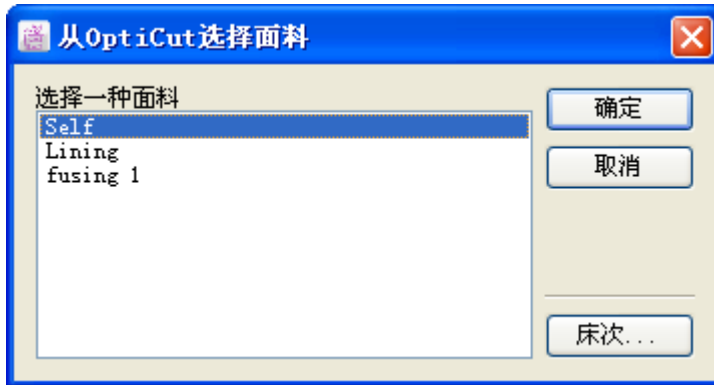 从OptiCut选择面料
选择一种面料
Self
Lining
fusing 1
确定
取消
床次...